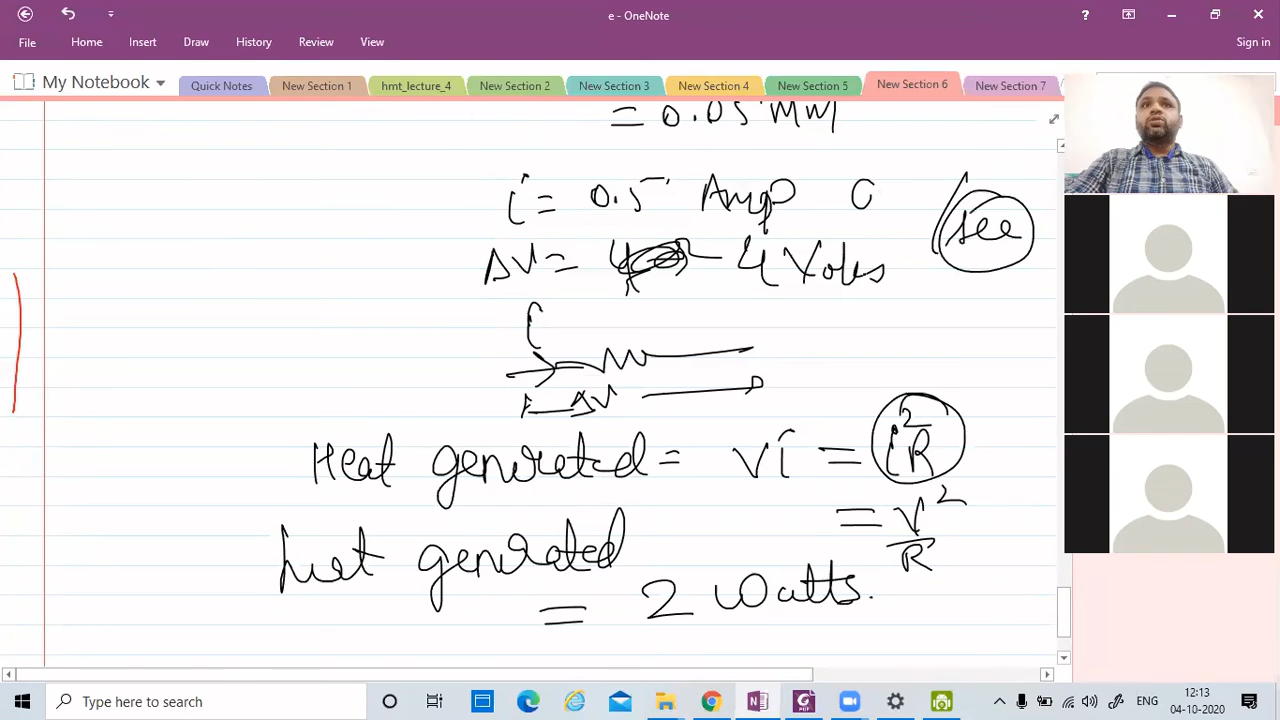 e - OneNote
File Home Insert Draw History Review View Sign in
My Notebook Quick Notes New Section 1 hmt_lecture_4 New Section 2 New Section 3 New Section 4 New Section 5 New Section 6 New Section 7
= 0.05 MW
i = 0.5 Amp
see
ΔV = 4 Volts
i
ΔV
Heat generated = Vi = i²R
= V²/R
heat generated
= 2 Watts.
Type here to search
ENG 2:13
04-10-2020